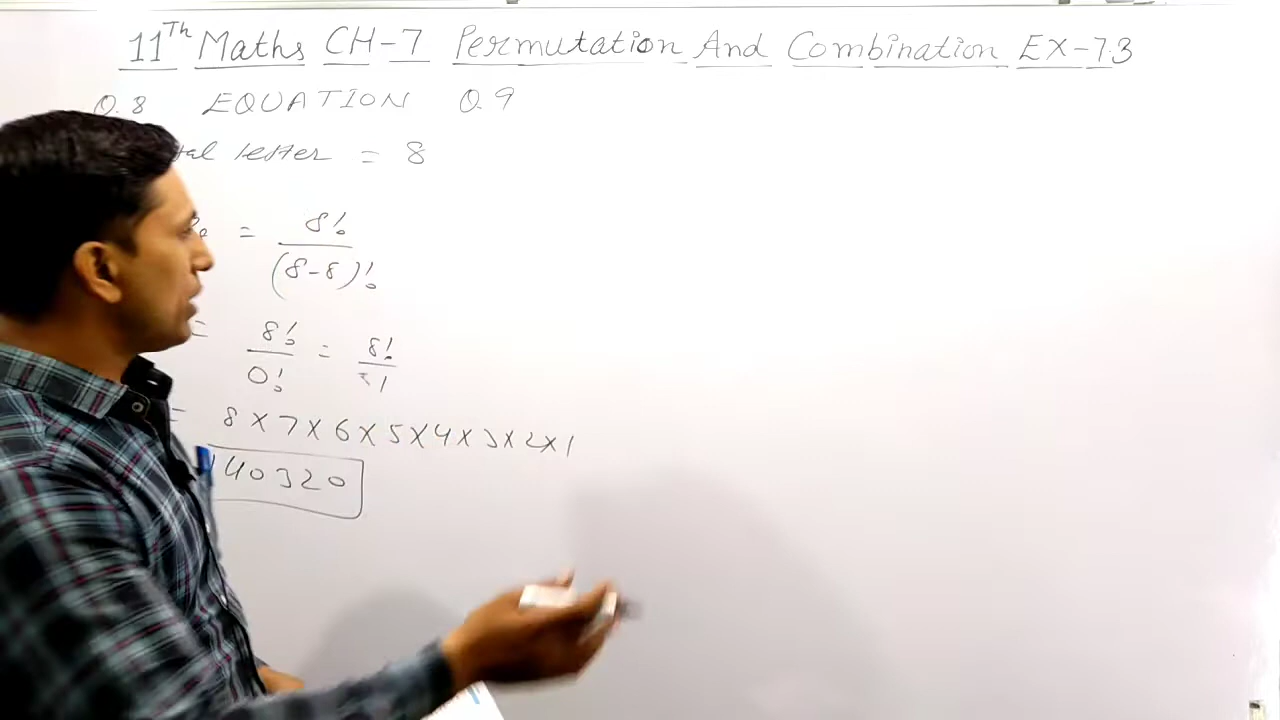 11Th Maths CH-7 Permutation And Combination EX-7.3
Q.8 EQUATION Q.9
letter = 8
= 8!/(8-8)!
= 8!/0! = 8!/1
= 8×7×6×5×4×3×2×1
40320